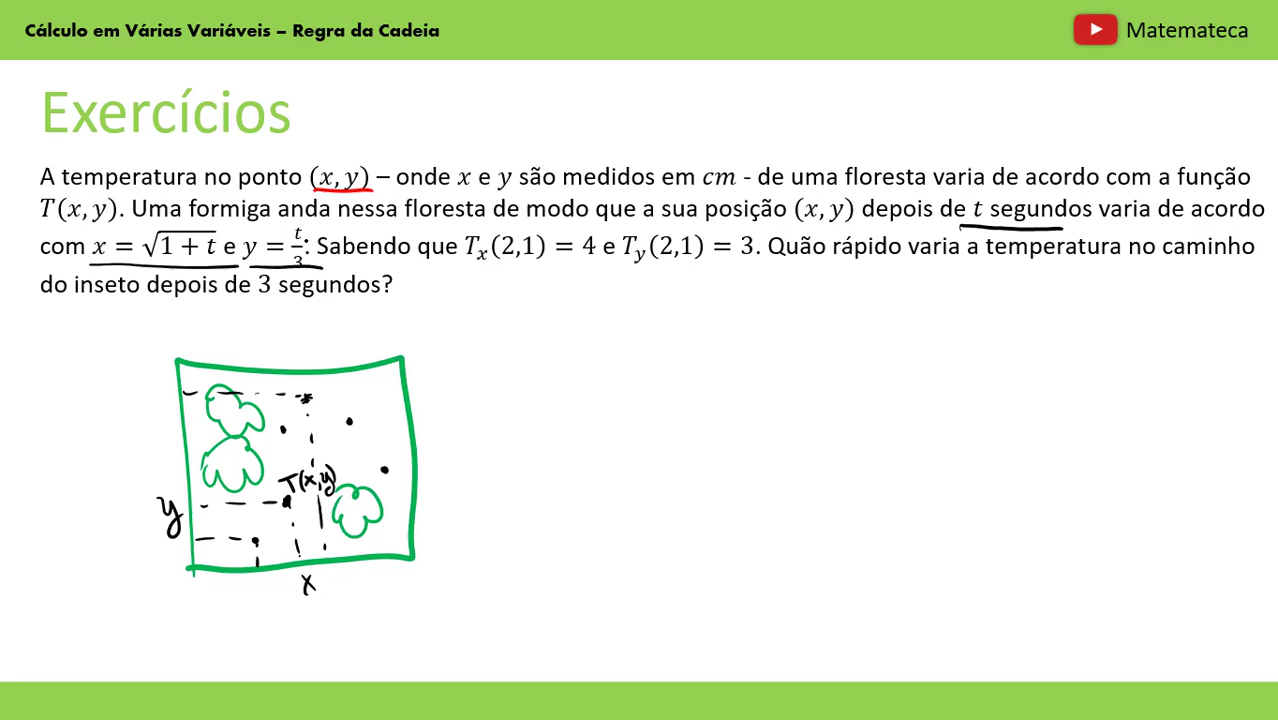 Cálculo em Várias Variáveis – Regra da Cadeia
Matemateca
Exercícios
A temperatura no ponto (x, y) – onde x e y são medidos em cm - de uma floresta varia de acordo com a função
T(x, y). Uma formiga anda nessa floresta de modo que a sua posição (x, y) depois de t segundos varia de acordo
com x = √(1 + t) e y = t/3: Sabendo que Tₓ(2,1) = 4 e T_y(2,1) = 3. Quão rápido varia a temperatura no caminho
do inseto depois de 3 segundos?
T(x,y)
y
x